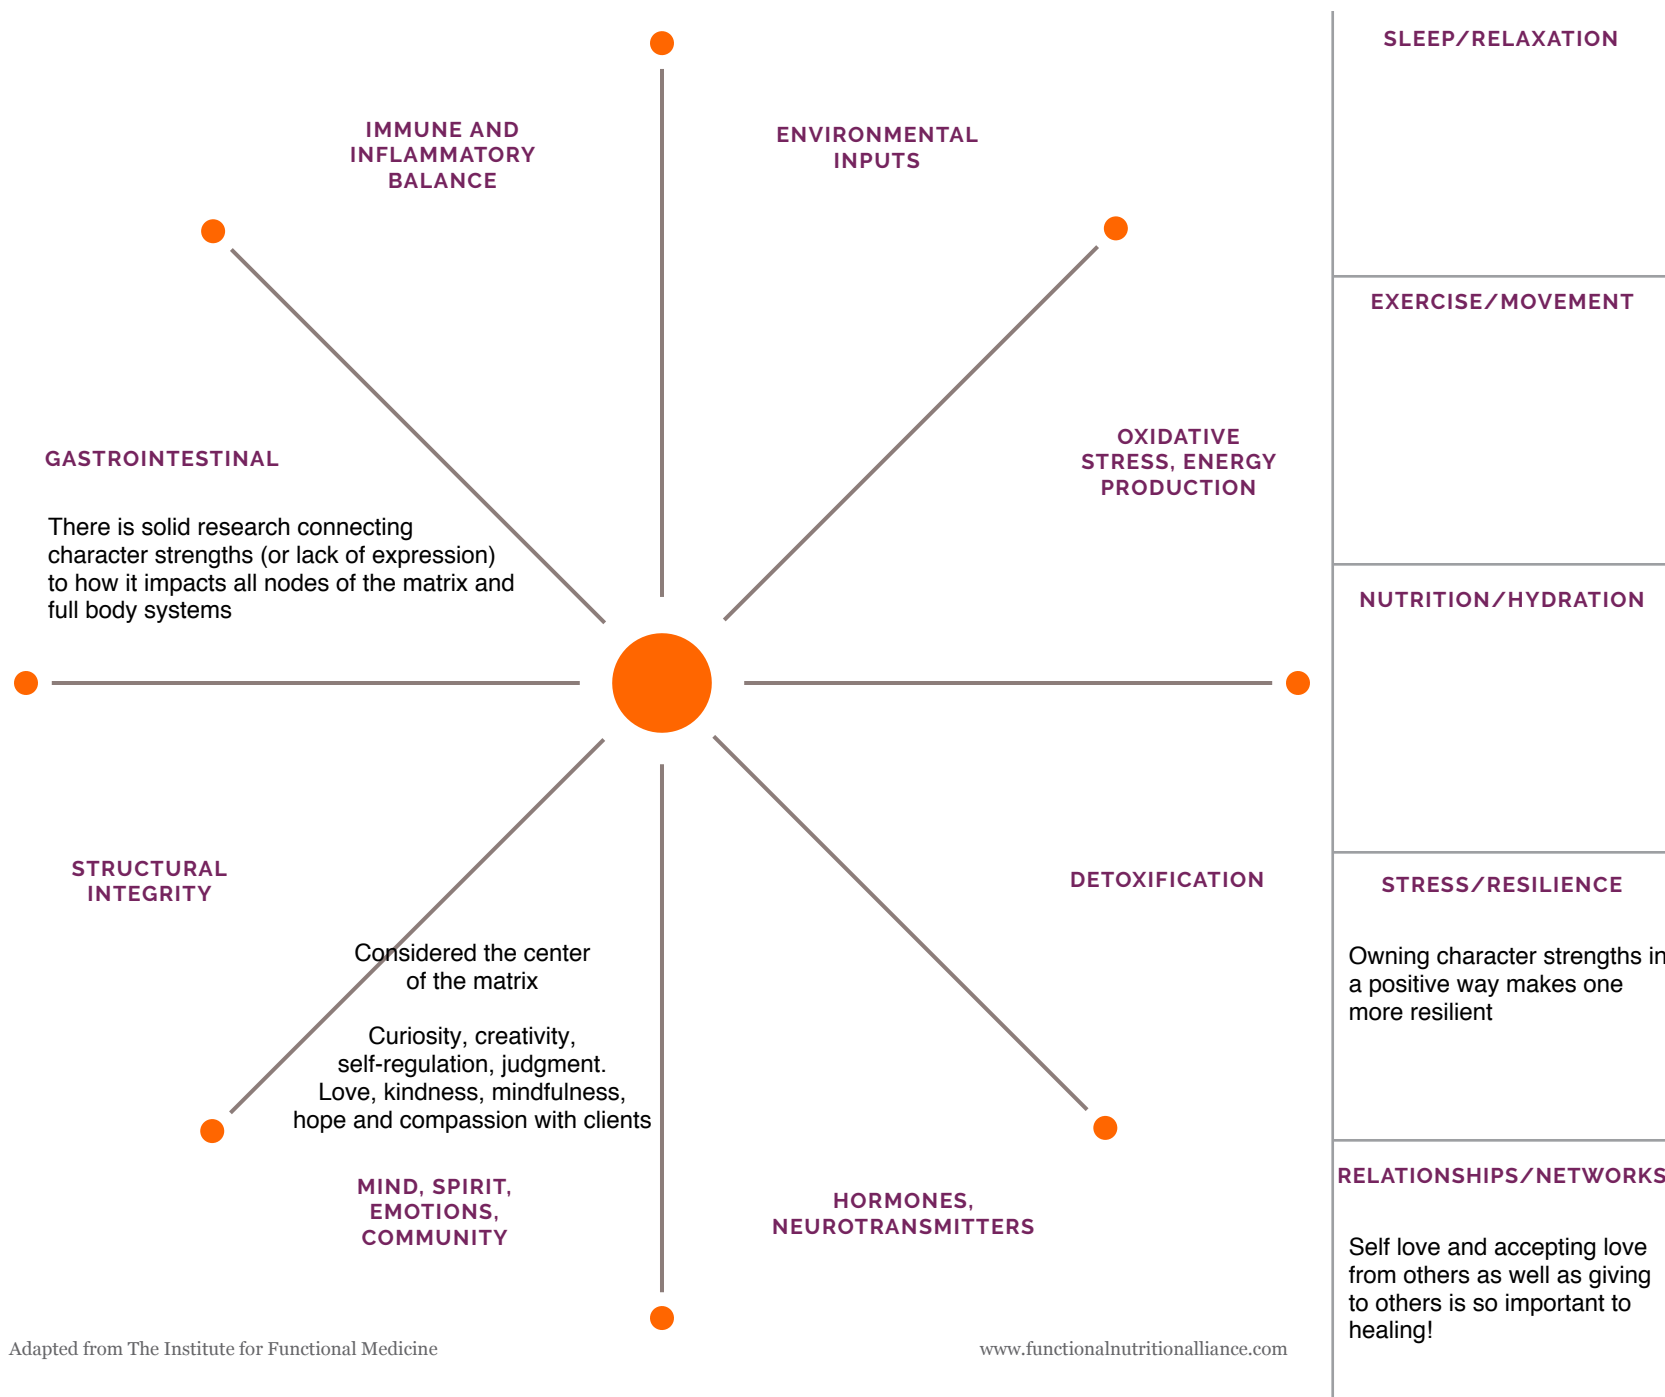 IMMUNE AND
INFLAMMATORY
BALANCE
ENVIRONMENTAL
INPUTS
GASTROINTESTINAL
There is solid research connecting
character strengths (or lack of expression)
to how it impacts all nodes of the matrix and
full body systems
OXIDATIVE
STRESS, ENERGY
PRODUCTION
STRUCTURAL
INTEGRITY
DETOXIFICATION
Considered the center
of the matrix
Curiosity, creativity,
self-regulation, judgment.
Love, kindness, mindfulness,
hope and compassion with clients
MIND, SPIRIT,
EMOTIONS,
COMMUNITY
HORMONES,
NEUROTRANSMITTERS
SLEEP/RELAXATION
EXERCISE/MOVEMENT
NUTRITION/HYDRATION
STRESS/RESILIENCE
Owning character strengths in
a positive way makes one
more resilient
RELATIONSHIPS/NETWORKS
Self love and accepting love
from others as well as giving
to others is so important to
healing!
Adapted from The Institute for Functional Medicine
www.functionalnutritionalliance.com